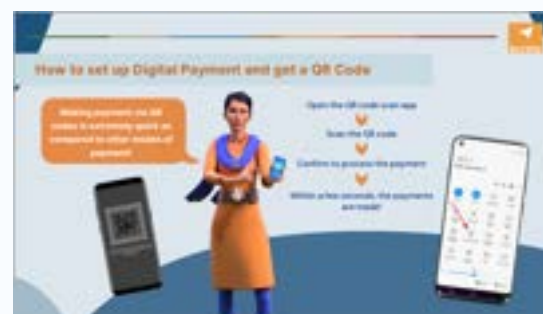 How to set up Digital Payment and get a QR Code
Making payment via QR
codes is extremely quick as
compared to other modes of
payment!
Open the QR code scan app
Scan the QR code
Confirm to process the payment
Within a few seconds, the payments
are made!